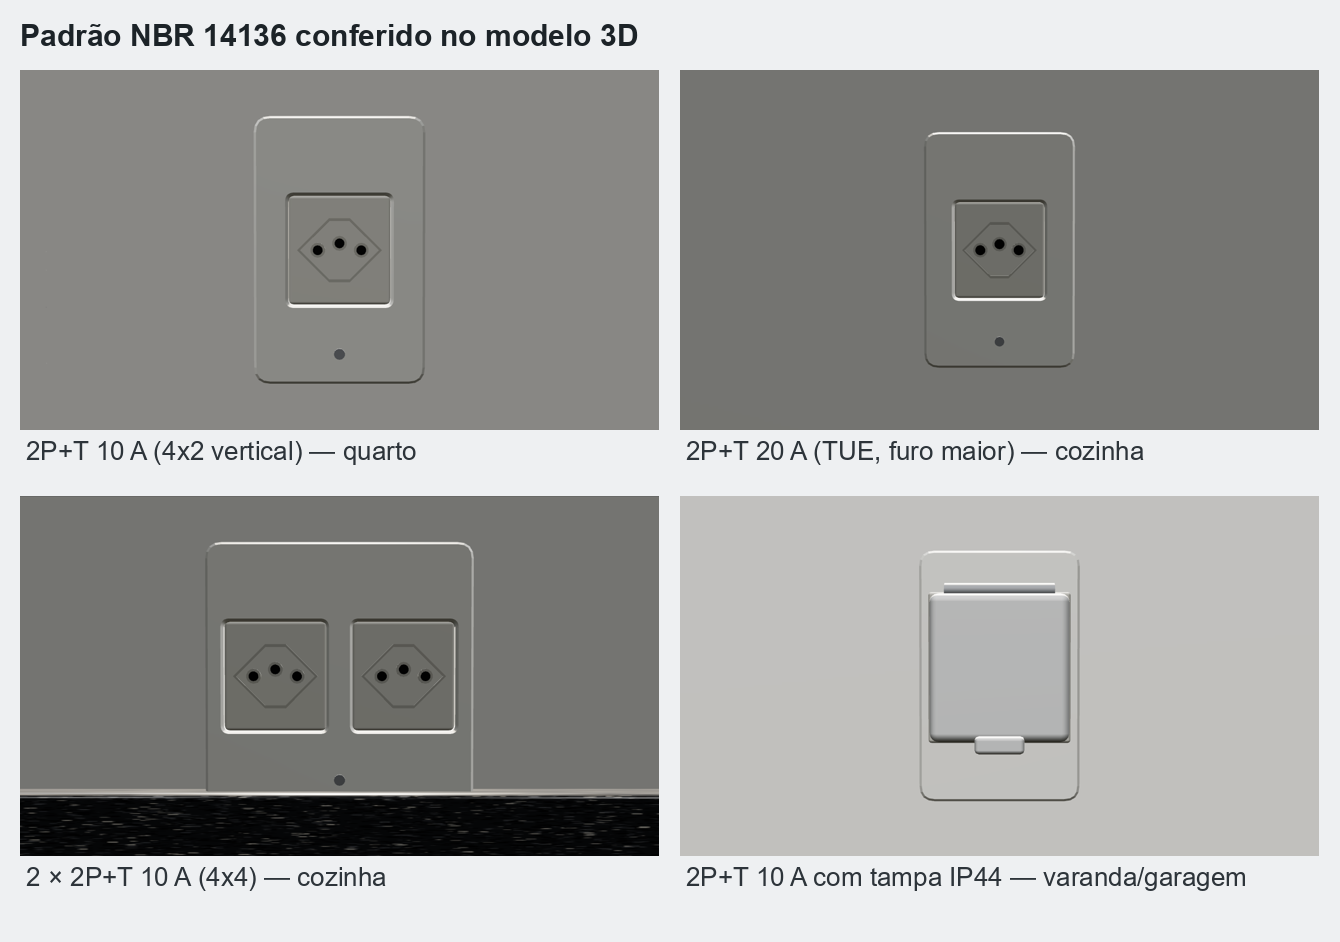 Padrão NBR 14136 conferido no modelo 3D
2P+T 10 A (4x2 vertical) — quarto
2P+T 20 A (TUE, furo maior) — cozinha
2 × 2P+T 10 A (4x4) — cozinha
2P+T 10 A com tampa IP44 — varanda/garagem